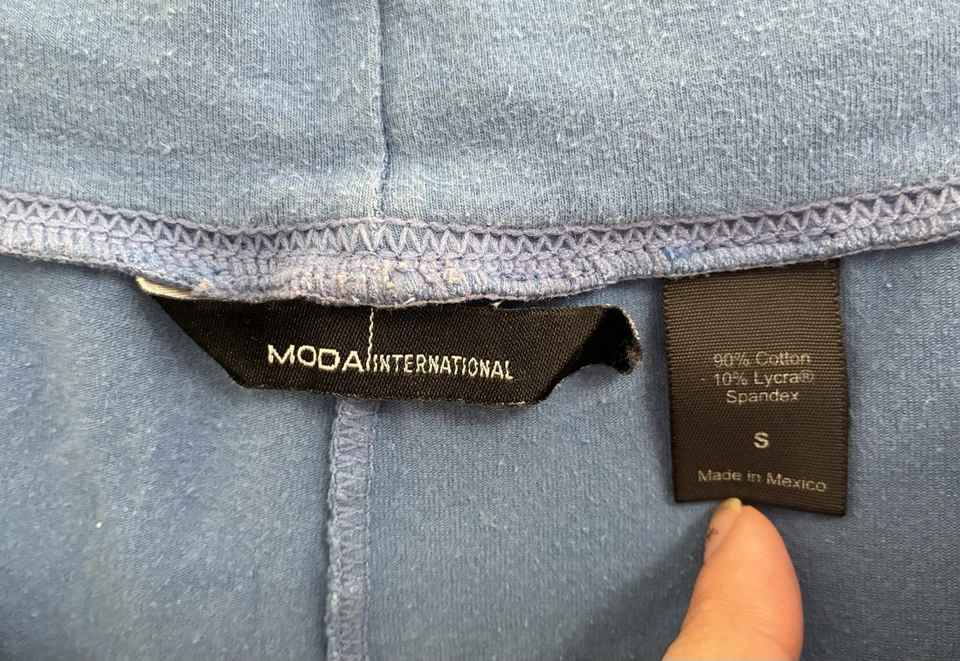 MODA INTERNATIONAL
90% Cotton
10% Lycra®
Spandex
S
Made in Mexico